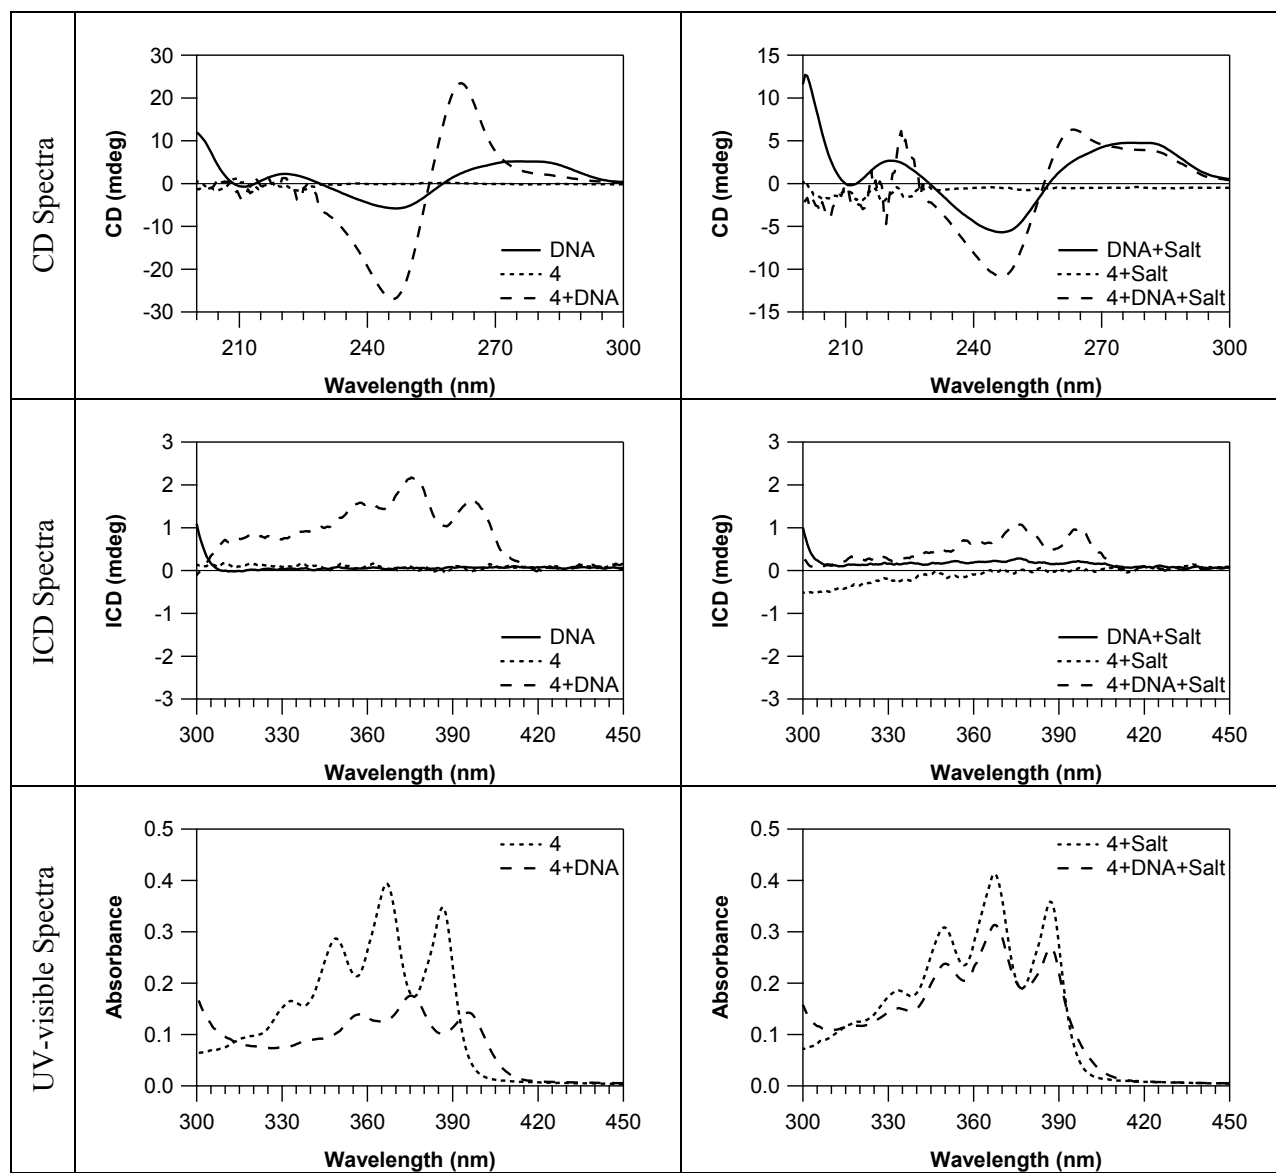 CD Spectra
30
20
10
0
-10
-20
-30
CD (mdeg)
210 240 270 300
Wavelength (nm)
DNA
4
4+DNA
15
10
5
0
-5
-10
-15
CD (mdeg)
210 240 270 300
Wavelength (nm)
DNA+Salt
4+Salt
4+DNA+Salt
ICD Spectra
3
2
1
0
-1
-2
-3
ICD (mdeg)
300 330 360 390 420 450
Wavelength (nm)
DNA
4
4+DNA
3
2
1
0
-1
-2
-3
ICD (mdeg)
300 330 360 390 420 450
Wavelength (nm)
DNA+Salt
4+Salt
4+DNA+Salt
UV-visible Spectra
0.5
0.4
0.3
0.2
0.1
0.0
Absorbance
300 330 360 390 420 450
Wavelength (nm)
4
4+DNA
0.5
0.4
0.3
0.2
0.1
0.0
Absorbance
300 330 360 390 420 450
Wavelength (nm)
4+Salt
4+DNA+Salt